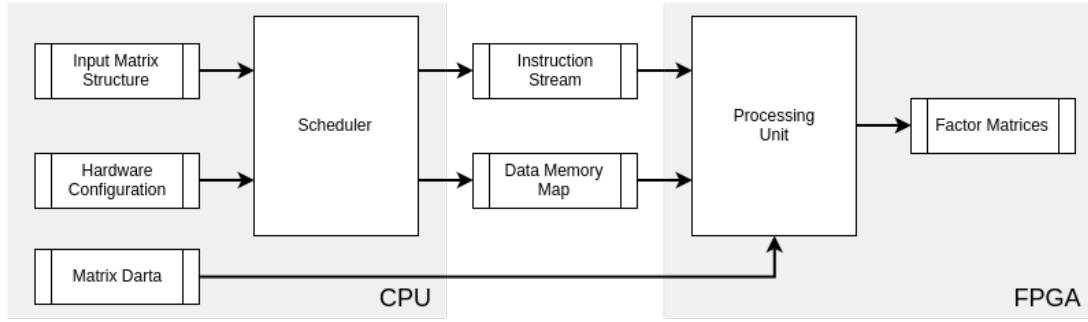 Input Matrix
Structure
Scheduler
Instruction
Stream
Processing
Unit
Factor Matrices
Hardware
Configuration
Data Memory
Map
Matrix Darta
CPU
FPGA